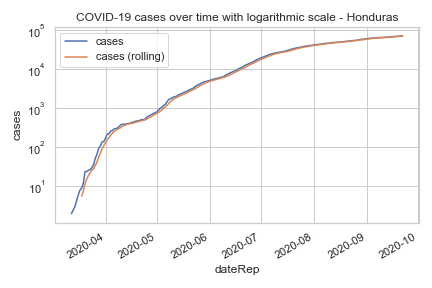 COVID-19 cases over time with logarithmic scale - Honduras
cases
cases (rolling)
10^5
10^4
10^3
10^2
10^1
cases
2020-04
2020-05
2020-06
2020-07
2020-08
2020-09
2020-10
dateRep